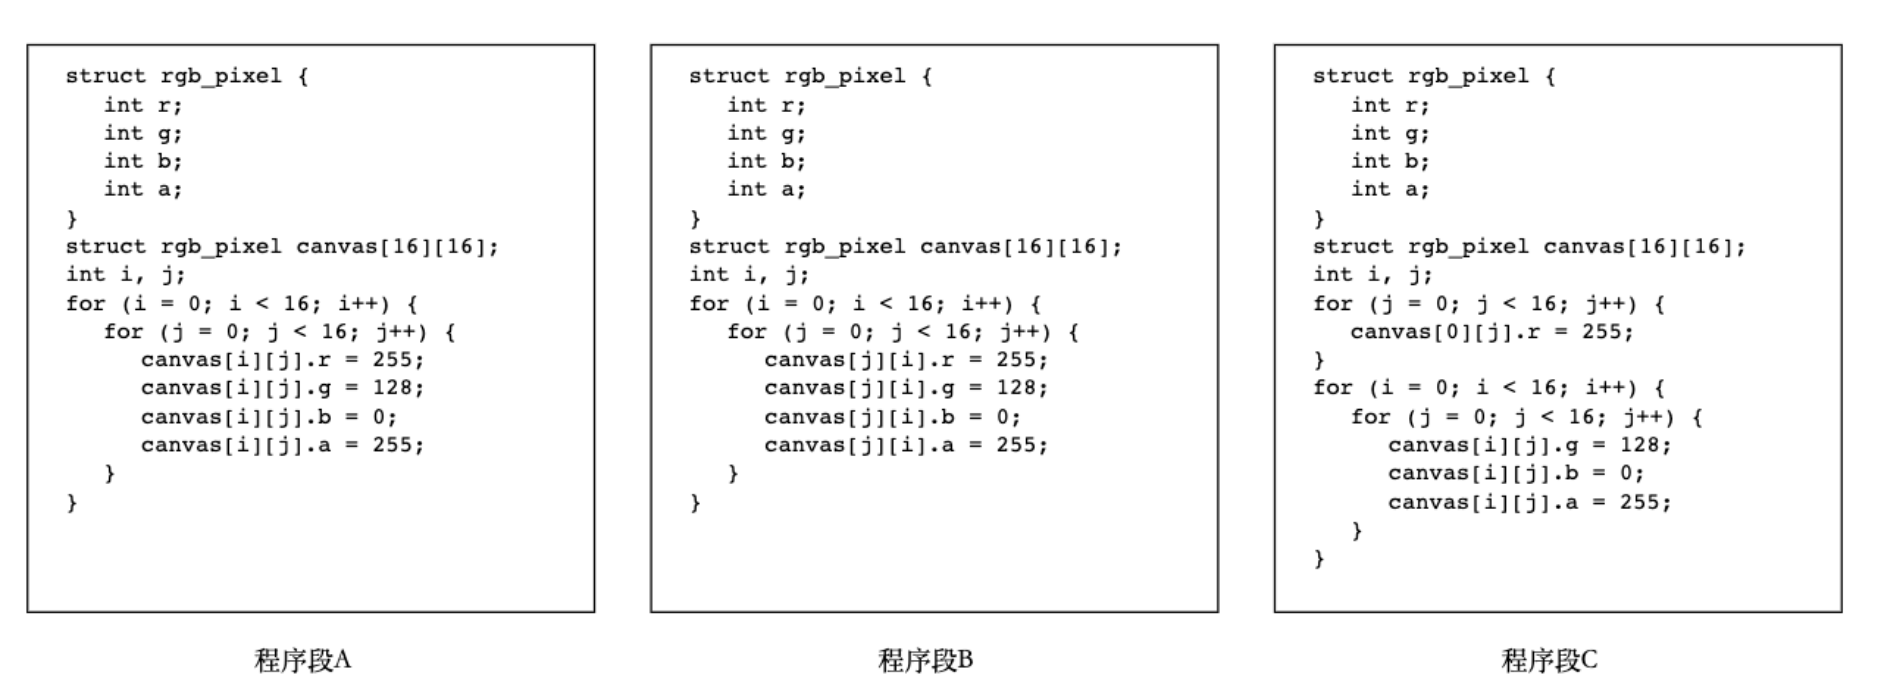 struct rgb_pixel {
int r;
int g;
int b;
int a;
}
struct rgb_pixel canvas[16][16];
int i, j;
for (i = 0; i < 16; i++) {
for (j = 0; j < 16; j++) {
canvas[i][j].r = 255;
canvas[i][j].g = 128;
canvas[i][j].b = 0;
canvas[i][j].a = 255;
}
}
程序段A
struct rgb_pixel {
int r;
int g;
int b;
int a;
}
struct rgb_pixel canvas[16][16];
int i, j;
for (i = 0; i < 16; i++) {
for (j = 0; j < 16; j++) {
canvas[j][i].r = 255;
canvas[j][i].g = 128;
canvas[j][i].b = 0;
canvas[j][i].a = 255;
}
}
程序段B
struct rgb_pixel {
int r;
int g;
int b;
int a;
}
struct rgb_pixel canvas[16][16];
int i, j;
for (j = 0; j < 16; j++) {
canvas[0][j].r = 255;
}
for (i = 0; i < 16; i++) {
for (j = 0; j < 16; j++) {
canvas[i][j].g = 128;
canvas[i][j].b = 0;
canvas[i][j].a = 255;
}
}
程序段C